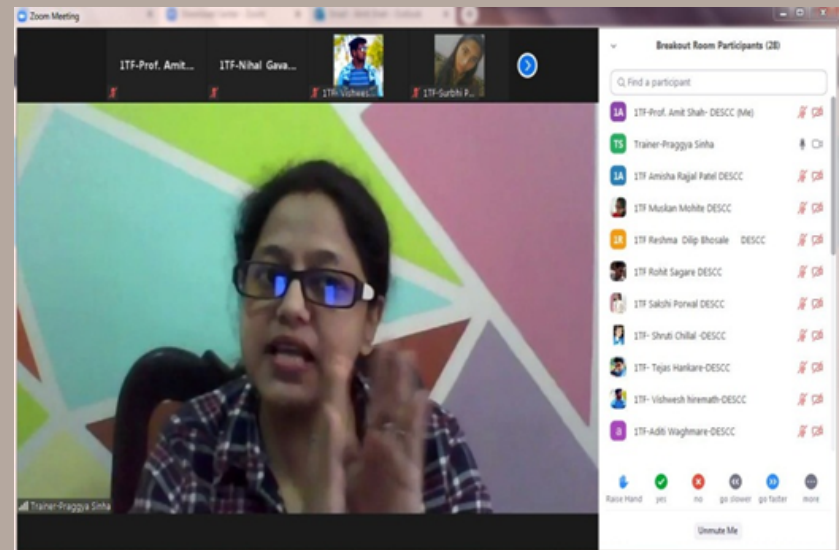 Zoom Meeting
1TF-Prof. Amit...
1TF-Nihal Gava...
1TF- Vishwes...
1TF-Surbhi P...
Trainer-Praggya Sinha
Breakout Room Participants (28)
Find a participant
1A 1TF-Prof. Amit Shah- DESCC (Me)
TS Trainer-Praggya Sinha
1A 1TF Amisha Rajjal Patel DESCC
1TF Muskan Mohite DESCC
1R 1TF Reshma Dilip Bhosale DESCC
1TF Rohit Sagare DESCC
1TF Sakshi Porwal DESCC
1TF- Shruti Chillal -DESCC
1TF- Tejas Hankare-DESCC
1TF- Vishwesh hiremath-DESCC
a 1TF-Aditi Waghmare-DESCC
Raise Hand yes no go slower go faster more
Unmute Me